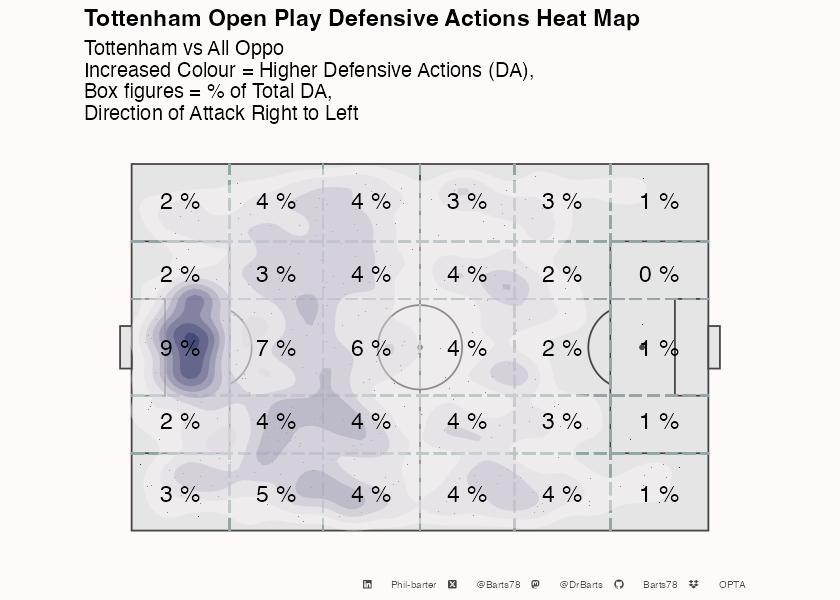 Tottenham Open Play Defensive Actions Heat Map
Tottenham vs All Oppo
Increased Colour = Higher Defensive Actions (DA),
Box figures = % of Total DA,
Direction of Attack Right to Left
2 % 4 % 4 % 3 % 3 % 1 %
2 % 3 % 4 % 4 % 2 % 0 %
9 % 7 % 6 % 4 % 2 % 1 %
2 % 4 % 4 % 4 % 3 % 1 %
3 % 5 % 4 % 4 % 4 % 1 %
Phil-barter @Barts78 @DrBarts Barts78 OPTA